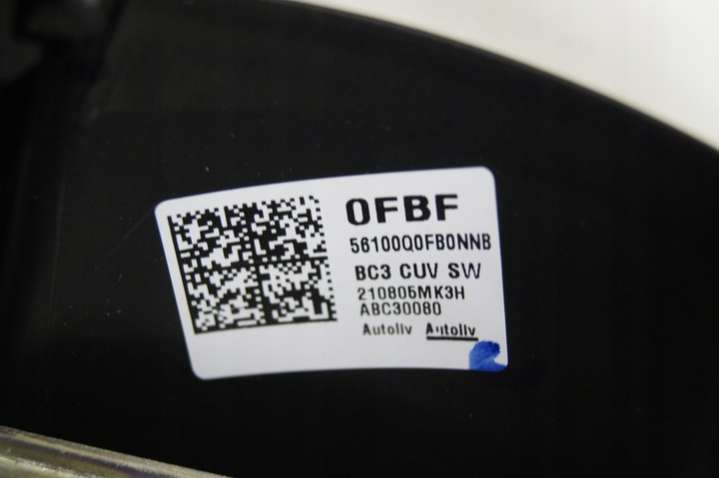 0FBF
56100Q0FB0NNB
BC3 CUV SW
210805MK3H
ABC30080
Autoliv Autoliv